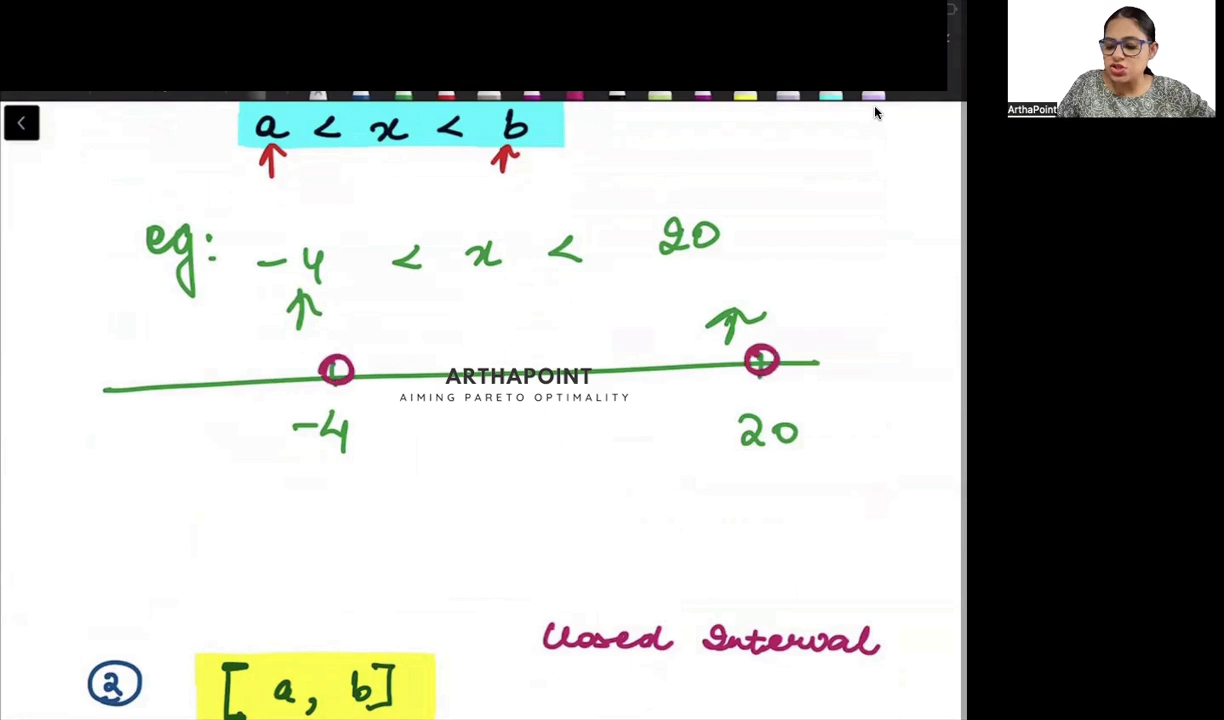 ArthaPoint
a < x < b
eg: -4 < x < 20
ARTHAPOINT
AIMING PARETO OPTIMALITY
-4 20
Closed Interval
2 [ a, b ]